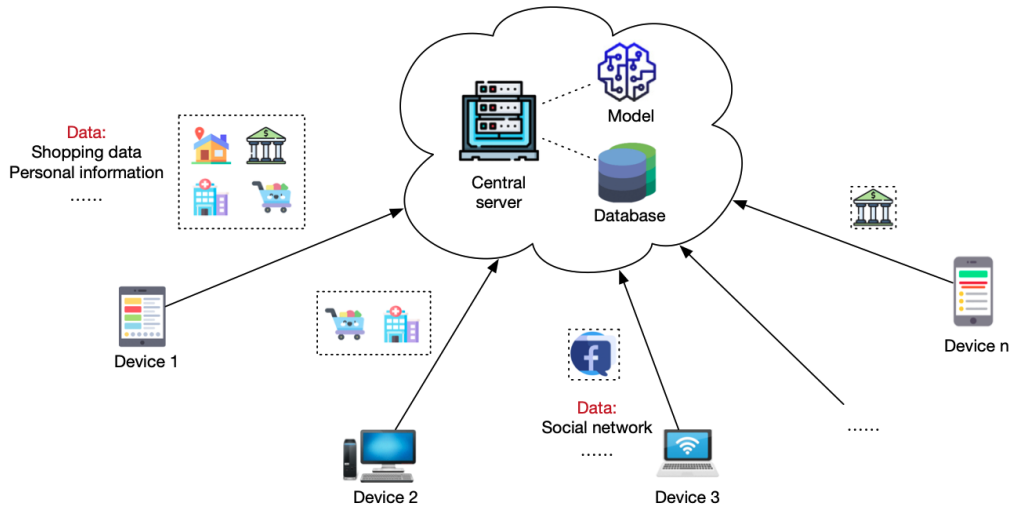 Model
Central
server
Database
Data:
Shopping data
Personal information
......
Device 1
Device 2
Data:
Social network
......
Device 3
......
Device n